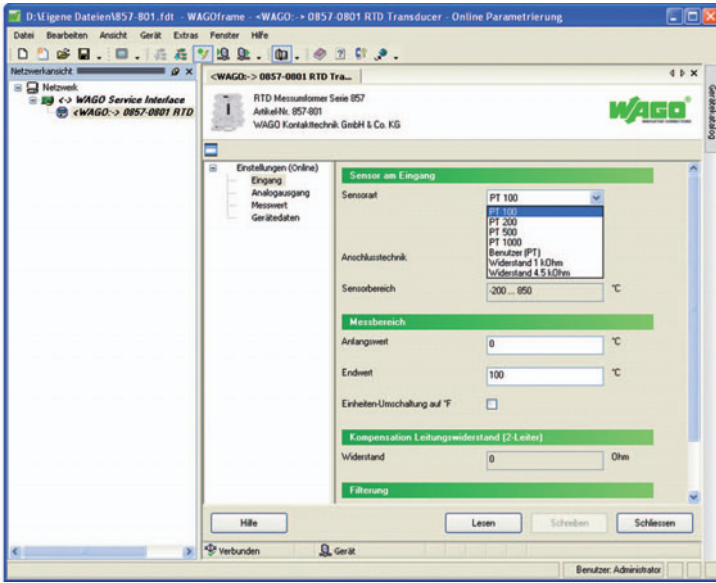 D:\Eigene Dateien\857-801.fdt - WAGOframe - <WAGO:-> 0857-0801 RTD Transducer - Online Parametrierung
Datei Bearbeiten Ansicht Gerät Extras Fenster Hilfe
Netzwerkansicht
Netzwerk
<-> WAGO Service Interface
<WAGO:-> 0857-0801 RTD
<WAGO:-> 0857-0801 RTD Tra...
RTD Messumformer Serie 857
Artikel-Nr. 857-801
WAGO Kontakttechnik GmbH & Co. KG
WAGO
Gerätekatalog
Einstellungen (Online)
Eingang
Analogausgang
Messwert
Gerätedaten
Sensor am Eingang
Sensorart PT 100
PT 100
PT 200
PT 500
PT 1000
Benutzer (PT)
Widerstand 1 kOhm
Widerstand 4.5 kOhm
Anschlusstechnik
Sensorbereich -200 ... 850 °C
Messbereich
Anfangswert 0 °C
Endwert 100 °C
Einheiten-Umschaltung auf °F
Kompensation Leitungswiderstand (2-Leiter)
Widerstand 0 Ohm
Filterung
Hilfe Lesen Schreiben Schliessen
Verbunden Gerät
Benutzer: Administrator